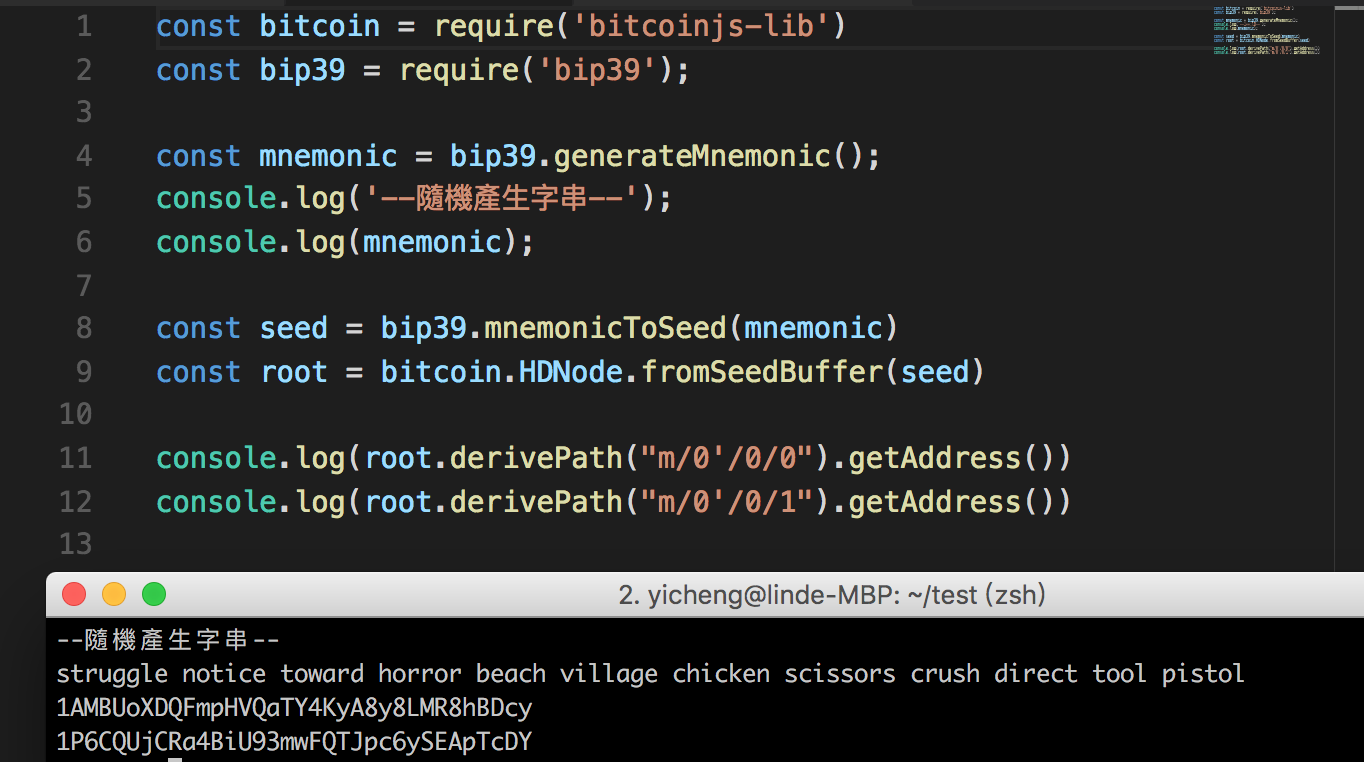 1 const bitcoin = require('bitcoinjs-lib')
2 const bip39 = require('bip39');
3
4 const mnemonic = bip39.generateMnemonic();
5 console.log('--隨機產生字串--');
6 console.log(mnemonic);
7
8 const seed = bip39.mnemonicToSeed(mnemonic)
9 const root = bitcoin.HDNode.fromSeedBuffer(seed)
10
11 console.log(root.derivePath("m/0'/0/0").getAddress())
12 console.log(root.derivePath("m/0'/0/1").getAddress())
13
2. yicheng@linde-MBP: ~/test (zsh)
--隨機產生字串--
struggle notice toward horror beach village chicken scissors crush direct tool pistol
1AMBUoXDQFmpHVQaTY4KyA8y8LMR8hBDcy
1P6CQUjCRa4BiU93mwFQTJpc6ySEApTcDY